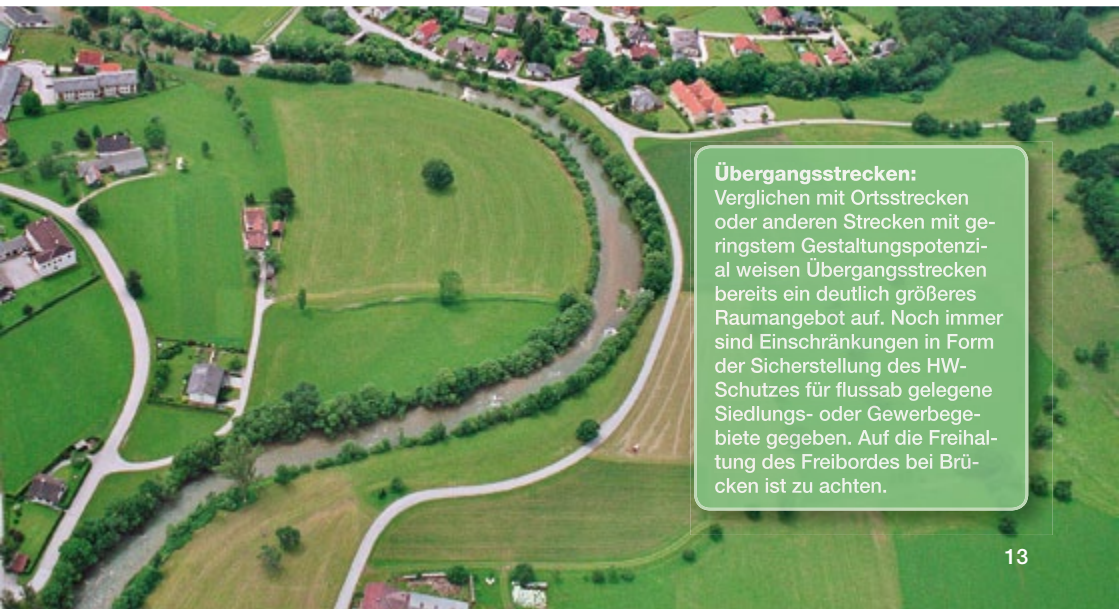 Übergangsstrecken:
Verglichen mit Ortsstrecken
oder anderen Strecken mit ge-
ringstem Gestaltungspotenzi-
al weisen Übergangsstrecken
bereits ein deutlich größeres
Raumangebot auf. Noch immer
sind Einschränkungen in Form
der Sicherstellung des HW-
Schutzes für flussab gelegene
Siedlungs- oder Gewerbege-
biete gegeben. Auf die Freihal-
tung des Freibordes bei Brü-
cken ist zu achten.
13